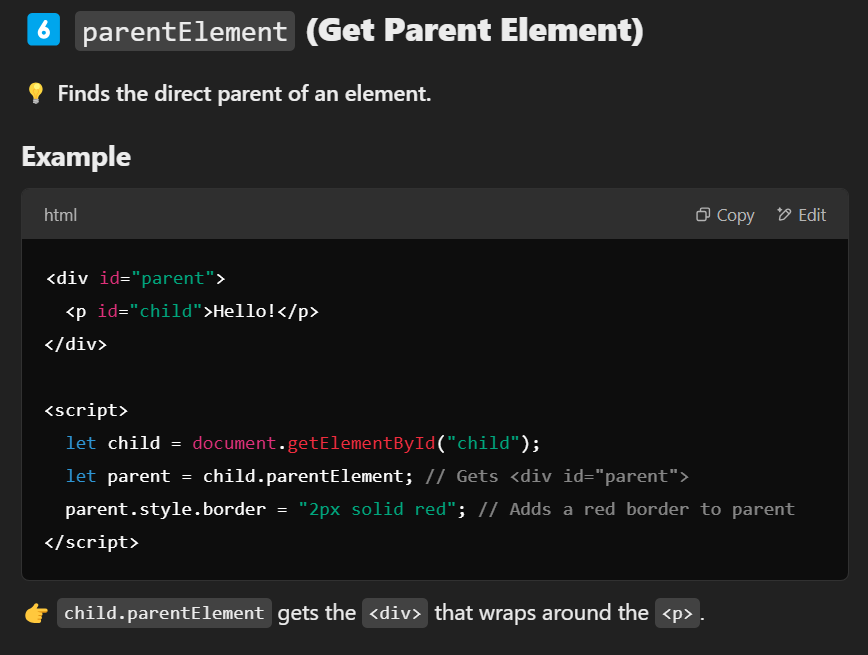 6 parentElement (Get Parent Element)
💡 Finds the direct parent of an element.
Example
html Copy Edit
<div id="parent">
  <p id="child">Hello!</p>
</div>
<script>
  let child = document.getElementById("child");
  let parent = child.parentElement; // Gets <div id="parent">
  parent.style.border = "2px solid red"; // Adds a red border to parent
</script>
👉 child.parentElement gets the <div> that wraps around the <p>.